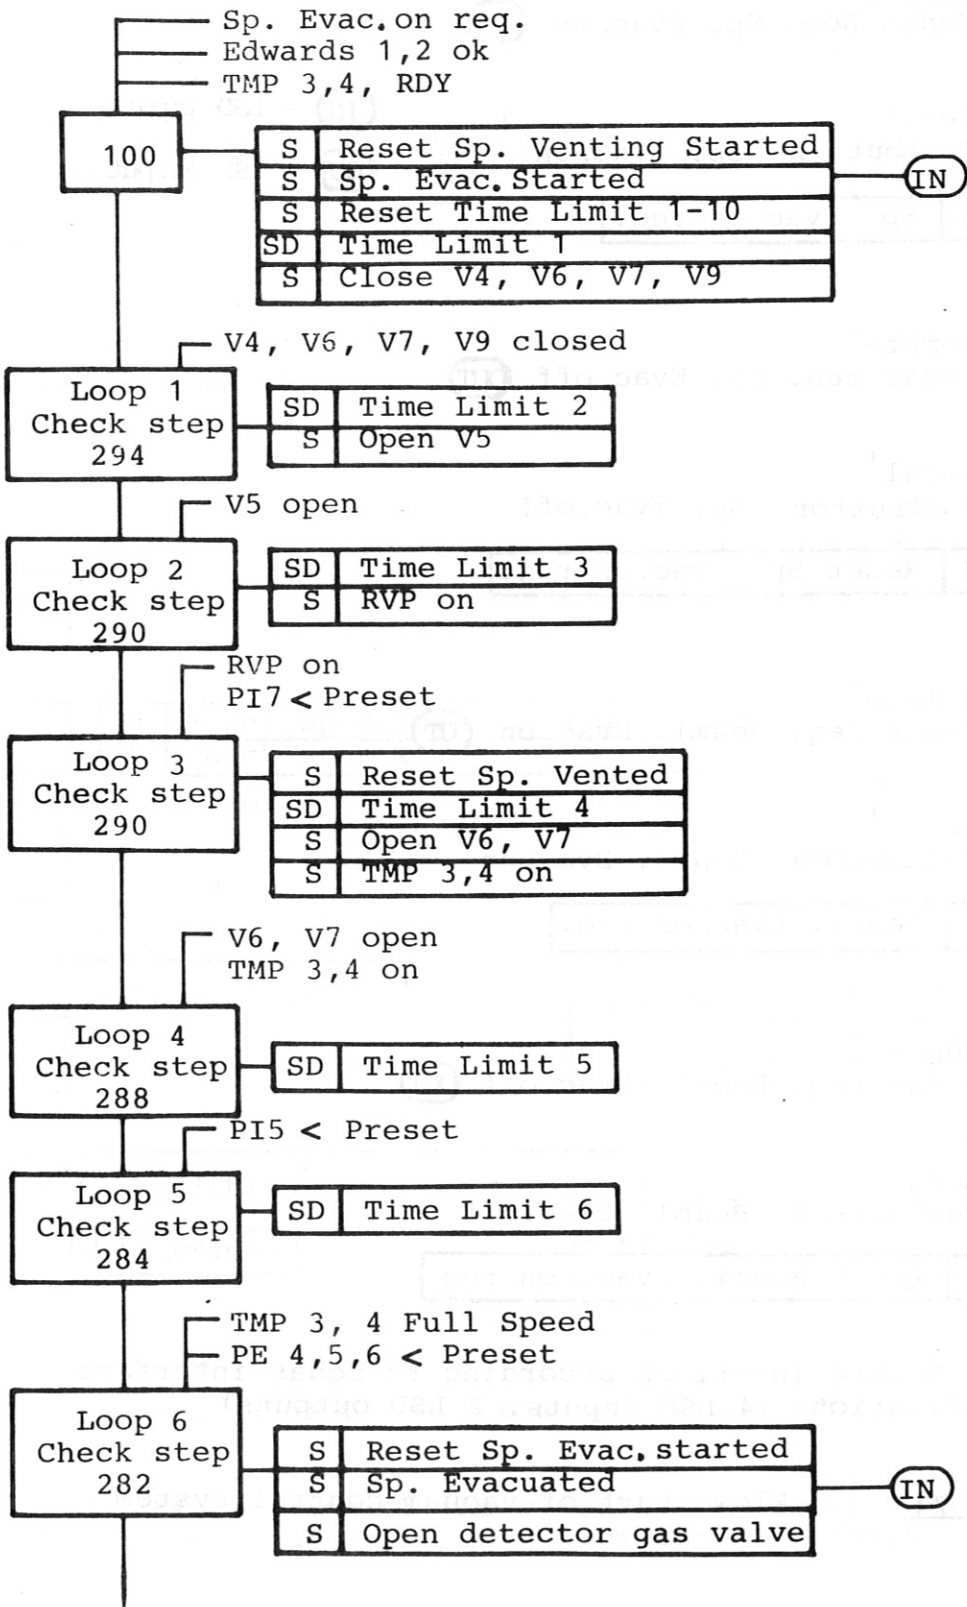 Sp. Evac.on req.
Edwards 1,2 ok
TMP 3,4, RDY
100
S Reset Sp. Venting Started
S Sp. Evac. Started
S Reset Time Limit 1-10
SD Time Limit 1
S Close V4, V6, V7, V9
IN
V4, V6, V7, V9 closed
Loop 1
Check step
294
SD Time Limit 2
S Open V5
V5 open
Loop 2
Check step
290
SD Time Limit 3
S RVP on
RVP on
PI7 < Preset
Loop 3
Check step
290
S Reset Sp. Vented
SD Time Limit 4
S Open V6, V7
S TMP 3,4 on
V6, V7 open
TMP 3,4 on
Loop 4
Check step
288
SD Time Limit 5
PI5 < Preset
Loop 5
Check step
284
SD Time Limit 6
TMP 3, 4 Full Speed
PE 4,5,6 < Preset
Loop 6
Check step
282
S Reset Sp. Evac. started
S Sp. Evacuated
S Open detector gas valve
IN